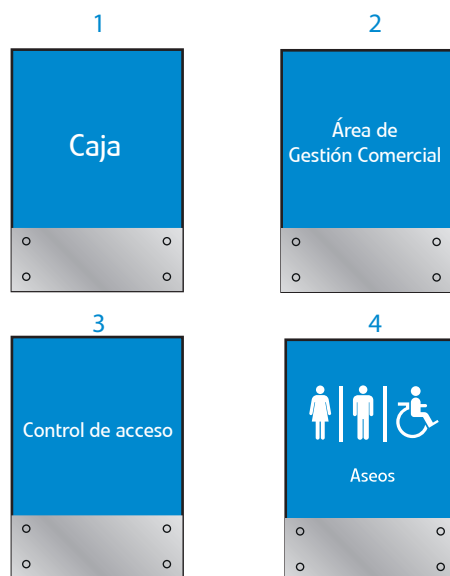 1
2
Caja
Área de
Gestión Comercial
3
4
Control de acceso
Aseos